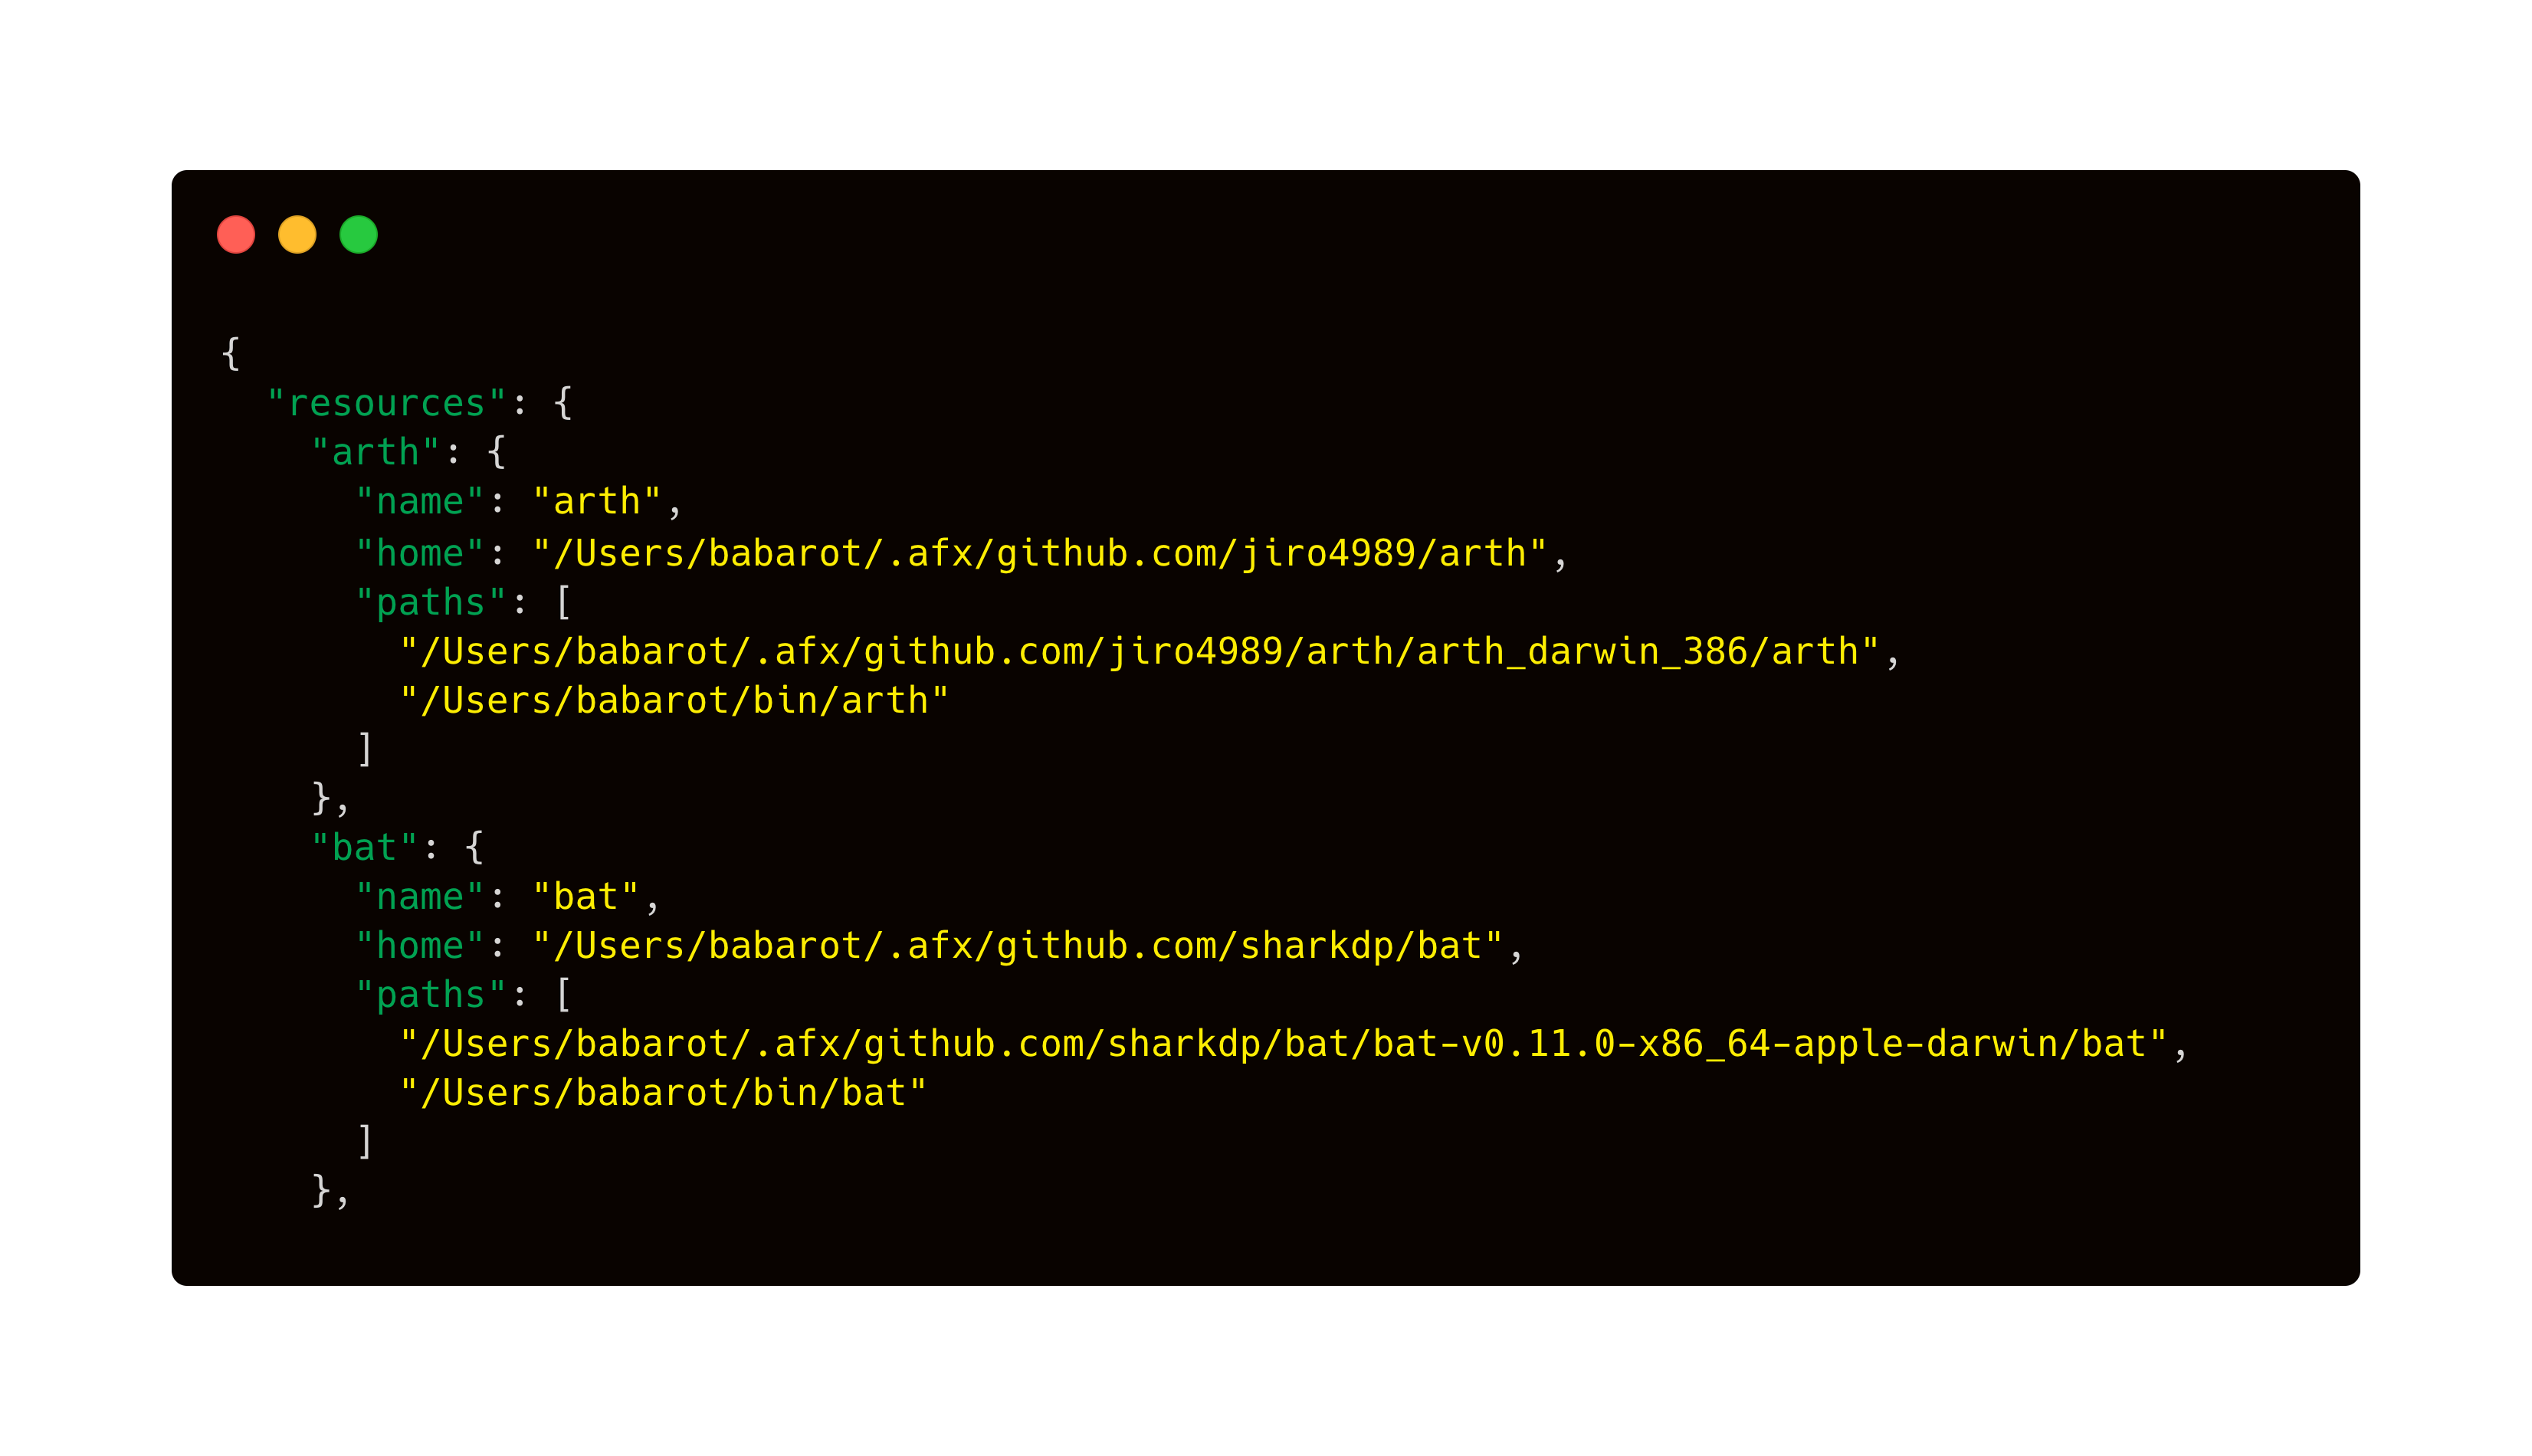 {
  "resources": {
    "arth": {
      "name": "arth",
      "home": "/Users/babarot/.afx/github.com/jiro4989/arth",
      "paths": [
        "/Users/babarot/.afx/github.com/jiro4989/arth/arth_darwin_386/arth",
        "/Users/babarot/bin/arth"
      ]
    },
    "bat": {
      "name": "bat",
      "home": "/Users/babarot/.afx/github.com/sharkdp/bat",
      "paths": [
        "/Users/babarot/.afx/github.com/sharkdp/bat/bat-v0.11.0-x86_64-apple-darwin/bat",
        "/Users/babarot/bin/bat"
      ]
    },